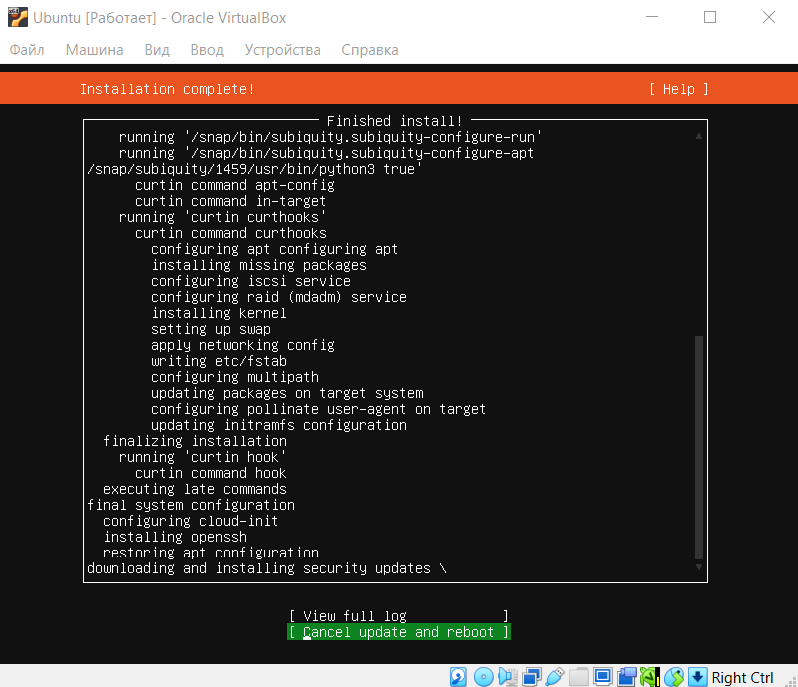 Ubuntu [Работает] - Oracle VirtualBox
Файл Машина Вид Ввод Устройства Справка
Installation complete! [ Help ]
Finished install!
running '/snap/bin/subiquity.subiquity-configure-run'
running '/snap/bin/subiquity.subiquity-configure-apt
/snap/subiquity/1459/usr/bin/python3 true'
curtin command apt-config
curtin command in-target
running 'curtin curthooks'
curtin command curthooks
configuring apt configuring apt
installing missing packages
configuring iscsi service
configuring raid (mdadm) service
installing kernel
setting up swap
apply networking config
writing etc/fstab
configuring multipath
updating packages on target system
configuring pollinate user-agent on target
updating initramfs configuration
finalizing installation
running 'curtin hook'
curtin command hook
executing late commands
final system configuration
configuring cloud-init
installing openssh
restoring apt configuration
downloading and installing security updates \
[ View full log ]
[ Cancel update and reboot ]
Right Ctrl